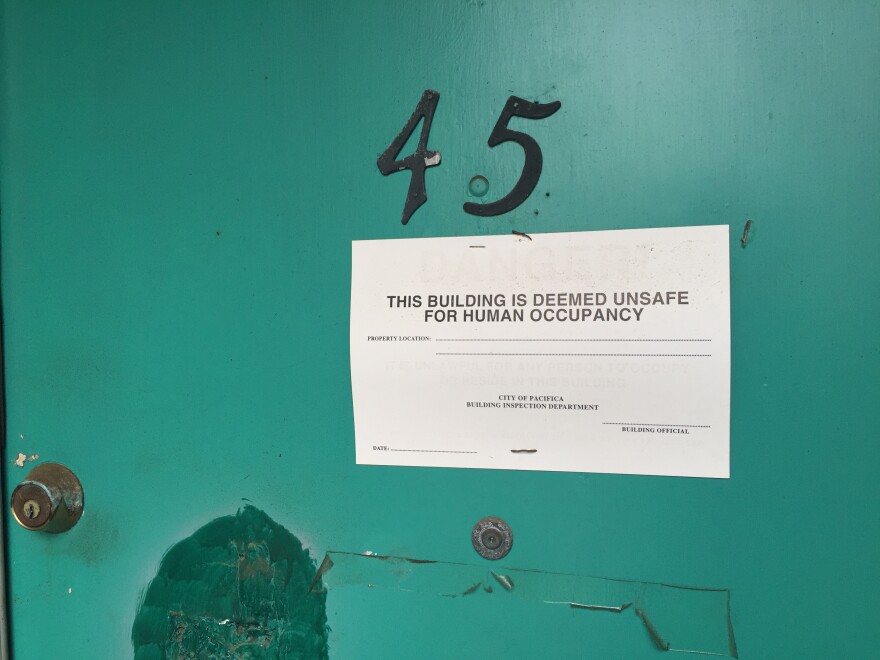 45
DANGER!
THIS BUILDING IS DEEMED UNSAFE
FOR HUMAN OCCUPANCY
PROPERTY LOCATION:
CITY OF PACIFICA
BUILDING INSPECTION DEPARTMENT
BUILDING OFFICIAL
DATE: